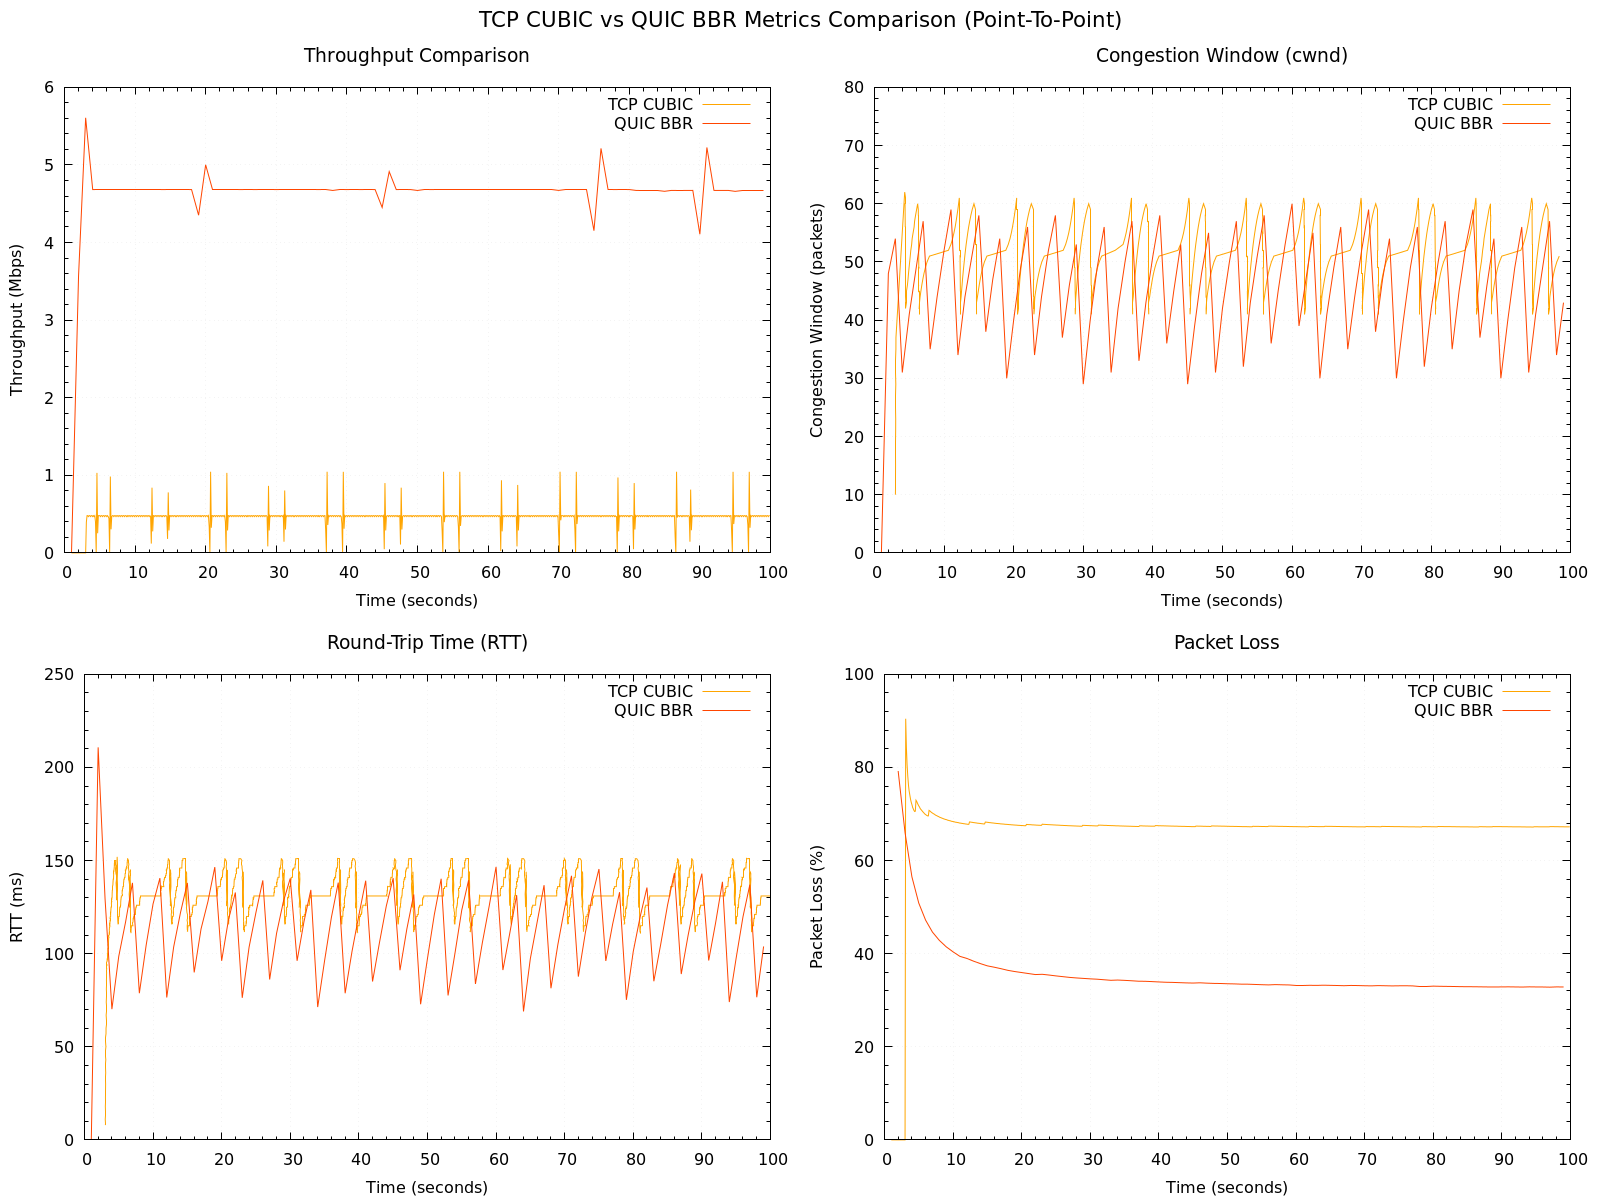 TCP CUBIC vs QUIC BBR Metrics Comparison (Point-To-Point)
Throughput Comparison
TCP CUBIC
QUIC BBR
Throughput (Mbps)
6
5
4
3
2
1
0
0 10 20 30 40 50 60 70 80 90 100
Time (seconds)
Congestion Window (cwnd)
TCP CUBIC
QUIC BBR
Congestion Window (packets)
80
70
60
50
40
30
20
10
0
0 10 20 30 40 50 60 70 80 90 100
Time (seconds)
Round-Trip Time (RTT)
TCP CUBIC
QUIC BBR
RTT (ms)
250
200
150
100
50
0
0 10 20 30 40 50 60 70 80 90 100
Time (seconds)
Packet Loss
TCP CUBIC
QUIC BBR
Packet Loss (%)
100
80
60
40
20
0
0 10 20 30 40 50 60 70 80 90 100
Time (seconds)